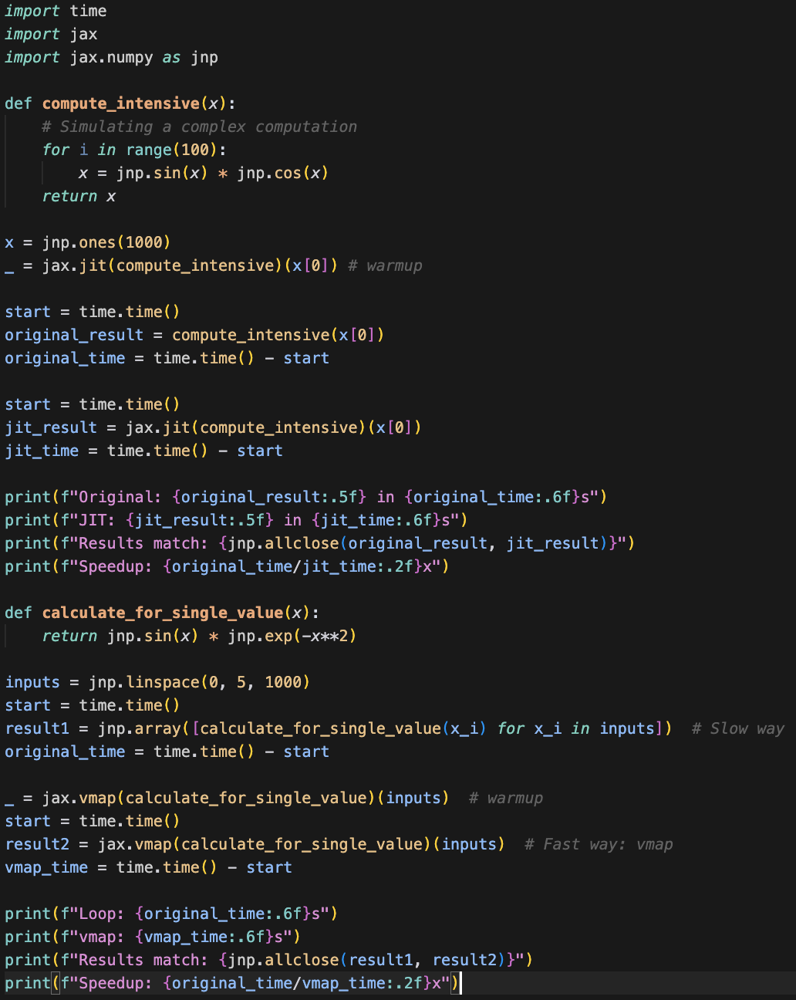 import time
import jax
import jax.numpy as jnp

def compute_intensive(x):
    # Simulating a complex computation
    for i in range(100):
        x = jnp.sin(x) * jnp.cos(x)
    return x

x = jnp.ones(1000)
_ = jax.jit(compute_intensive)(x[0]) # warmup

start = time.time()
original_result = compute_intensive(x[0])
original_time = time.time() - start

start = time.time()
jit_result = jax.jit(compute_intensive)(x[0])
jit_time = time.time() - start

print(f"Original: {original_result:.5f} in {original_time:.6f}s")
print(f"JIT: {jit_result:.5f} in {jit_time:.6f}s")
print(f"Results match: {jnp.allclose(original_result, jit_result)}")
print(f"Speedup: {original_time/jit_time:.2f}x")

def calculate_for_single_value(x):
    return jnp.sin(x) * jnp.exp(-x**2)

inputs = jnp.linspace(0, 5, 1000)
start = time.time()
result1 = jnp.array([calculate_for_single_value(x_i) for x_i in inputs])  # Slow way
original_time = time.time() - start

_ = jax.vmap(calculate_for_single_value)(inputs)  # warmup
start = time.time()
result2 = jax.vmap(calculate_for_single_value)(inputs)  # Fast way: vmap
vmap_time = time.time() - start

print(f"Loop: {original_time:.6f}s")
print(f"vmap: {vmap_time:.6f}s")
print(f"Results match: {jnp.allclose(result1, result2)}")
print(f"Speedup: {original_time/vmap_time:.2f}x")